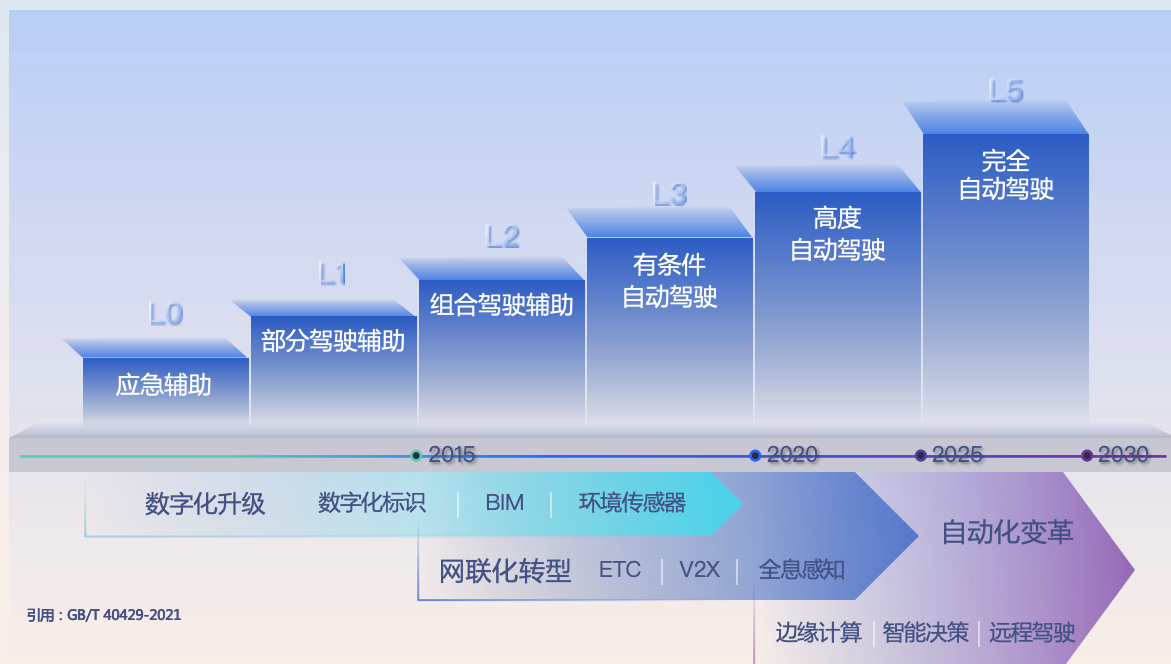 L5
完全
自动驾驶
L4
高度
自动驾驶
L3
有条件
自动驾驶
L2
组合驾驶辅助
L1
部分驾驶辅助
L0
应急辅助
2015 2020 2025 2030
数字化升级 数字化标识 BIM 环境传感器
自动化变革
网联化转型 ETC V2X 全息感知
引用：GB/T 40429-2021
边缘计算 智能决策 远程驾驶